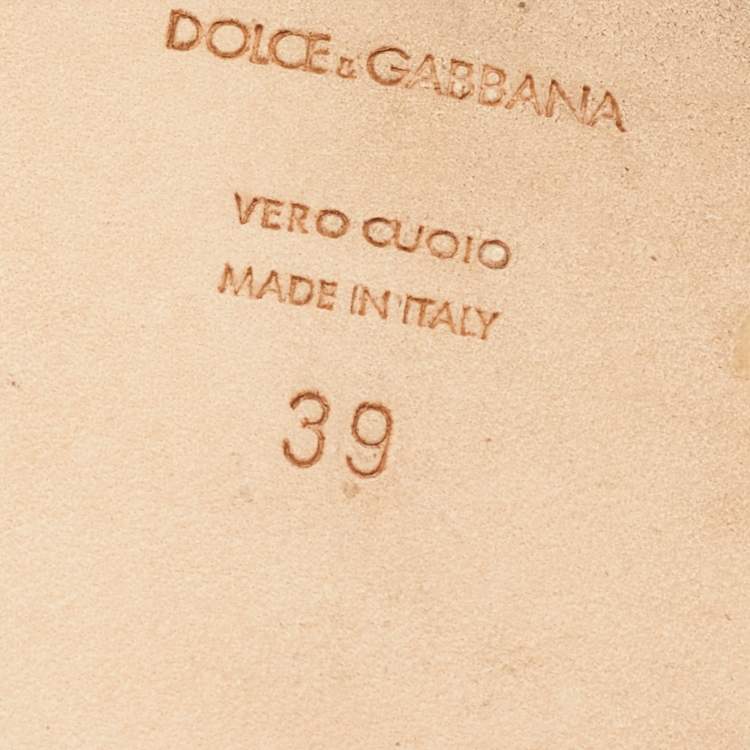 DOLCE & GABBANA
VERO CUOIO
MADE IN ITALY
39